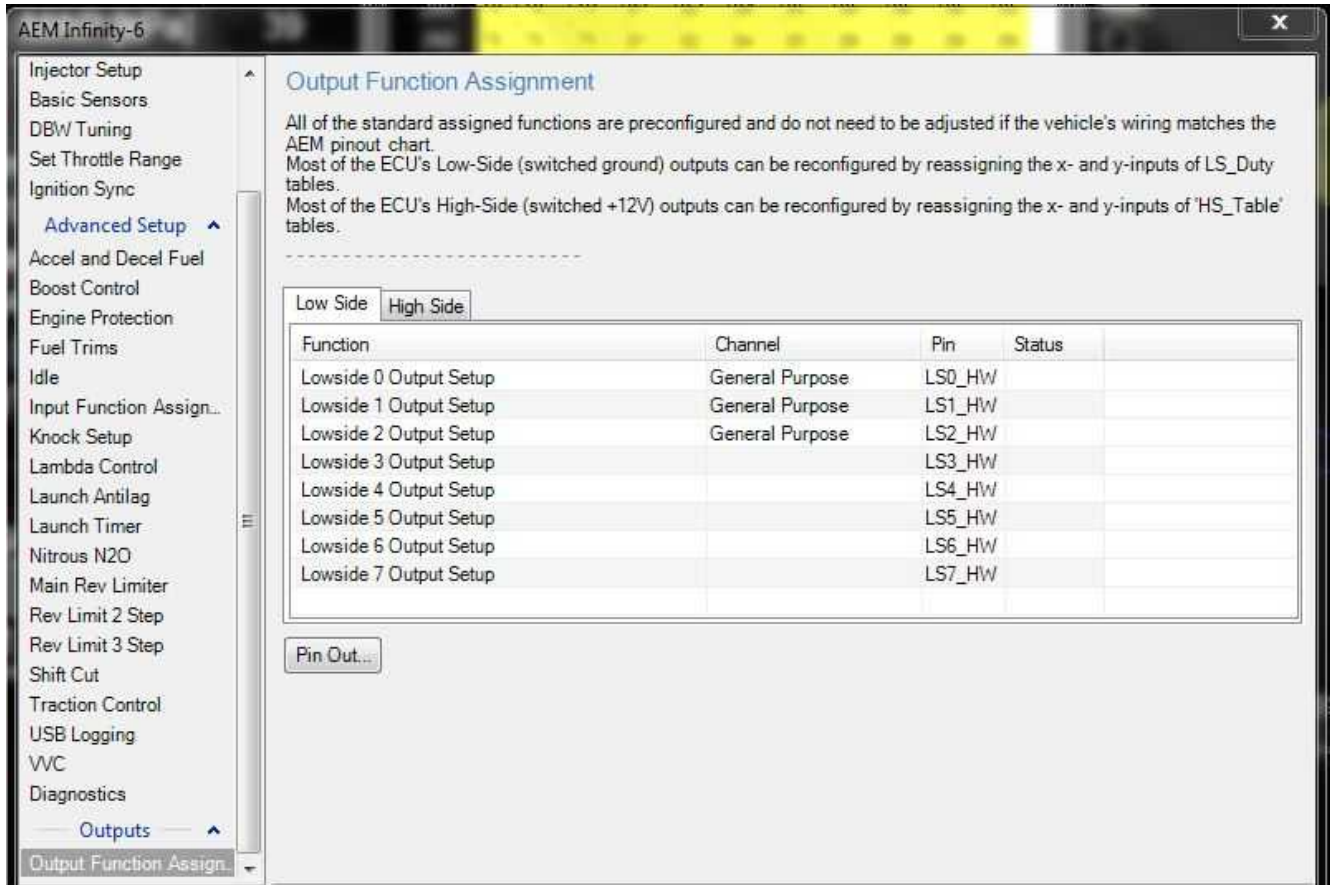 AEM Infinity-6
x
Injector Setup
Basic Sensors
DBW Tuning
Set Throttle Range
Ignition Sync
Advanced Setup
Accel and Decel Fuel
Boost Control
Engine Protection
Fuel Trims
Idle
Input Function Assign...
Knock Setup
Lambda Control
Launch Antilag
Launch Timer
Nitrous N2O
Main Rev Limiter
Rev Limit 2 Step
Rev Limit 3 Step
Shift Cut
Traction Control
USB Logging
VVC
Diagnostics
Outputs
Output Function Assign...
Output Function Assignment
All of the standard assigned functions are preconfigured and do not need to be adjusted if the vehicle's wiring matches the
AEM pinout chart.
Most of the ECU's Low-Side (switched ground) outputs can be reconfigured by reassigning the x- and y-inputs of LS_Duty
tables.
Most of the ECU's High-Side (switched +12V) outputs can be reconfigured by reassigning the x- and y-inputs of 'HS_Table'
tables.
- - - - - - - - - - - - - - - - - - - - - - - - - - -
Low Side High Side
Function Channel Pin Status
Lowside 0 Output Setup General Purpose LS0_HW
Lowside 1 Output Setup General Purpose LS1_HW
Lowside 2 Output Setup General Purpose LS2_HW
Lowside 3 Output Setup LS3_HW
Lowside 4 Output Setup LS4_HW
Lowside 5 Output Setup LS5_HW
Lowside 6 Output Setup LS6_HW
Lowside 7 Output Setup LS7_HW
Pin Out...